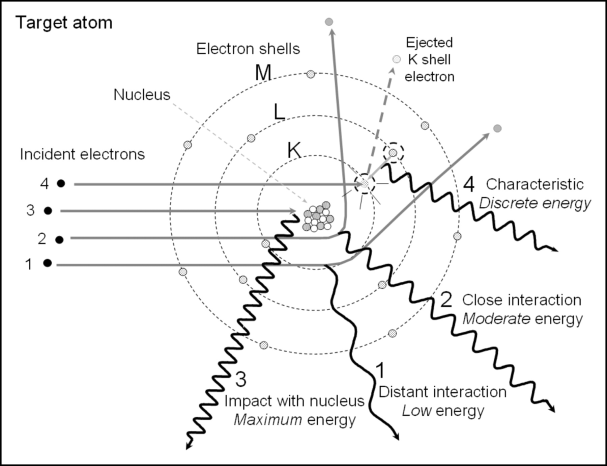 Target atom
Electron shells
Ejected
K shell
electron
M
Nucleus
L
K
Incident electrons
4
3
2
1
4 Characteristic
Discrete energy
2 Close interaction
Moderate energy
1
Distant interaction
Low energy
3
Impact with nucleus
Maximum energy